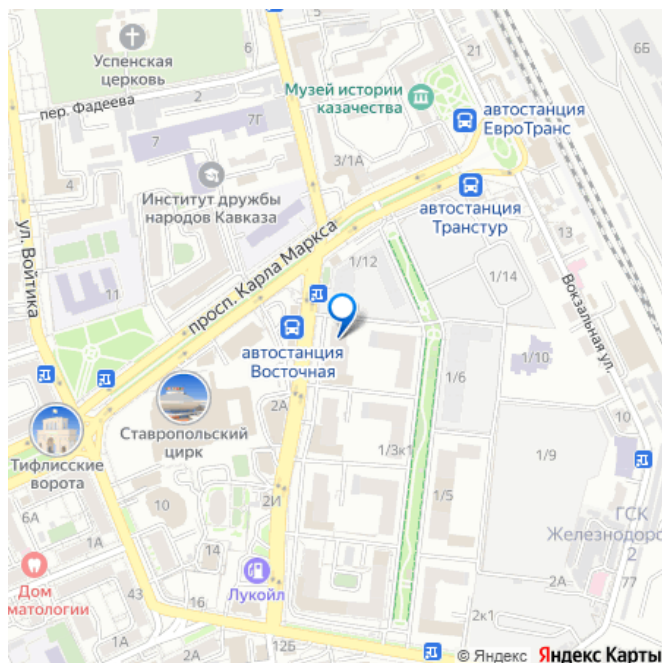 Успенская
церковь
6
21
6Б
пер. Фадеева
2
Музей истории
казачества
автостанция
ЕвроТранс
7Г
7
3/1А
4
Институт дружбы
народов Кавказа
автостанция
Транстур
ул. Войтика
просп. Карла Маркса
13
1/12
1/14
Вокзальная ул.
11
автостанция
Восточная
1/10
1/6
2А
Ставропольский
цирк
10
Тифлисские
ворота
1/3к1
1/9
2И
1/5
10
6А
ГСК
Железнодоро
2
1А
14
Дом
матологии
Лукойл
43
2А
77
16
2к1
1А
12Б
© Яндекс Яндекс Карты